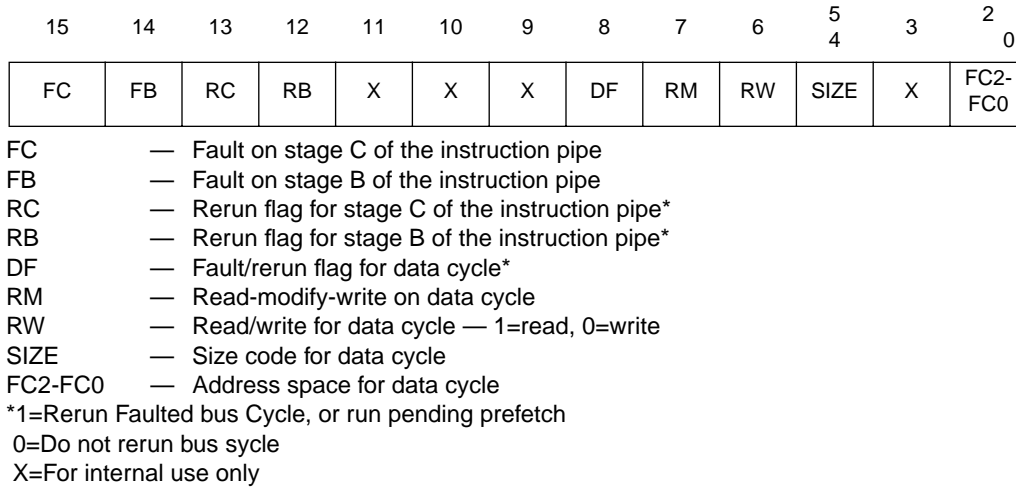 15 14 13 12 11 10 9 8 7 6 5 4 3 2 0
FC FB RC RB X X X DF RM RW SIZE X FC2-FC0
FC — Fault on stage C of the instruction pipe
FB — Fault on stage B of the instruction pipe
RC — Rerun flag for stage C of the instruction pipe*
RB — Rerun flag for stage B of the instruction pipe*
DF — Fault/rerun flag for data cycle*
RM — Read-modify-write on data cycle
RW — Read/write for data cycle — 1=read, 0=write
SIZE — Size code for data cycle
FC2-FC0 — Address space for data cycle
*1=Rerun Faulted bus Cycle, or run pending prefetch
0=Do not rerun bus sycle
X=For internal use only